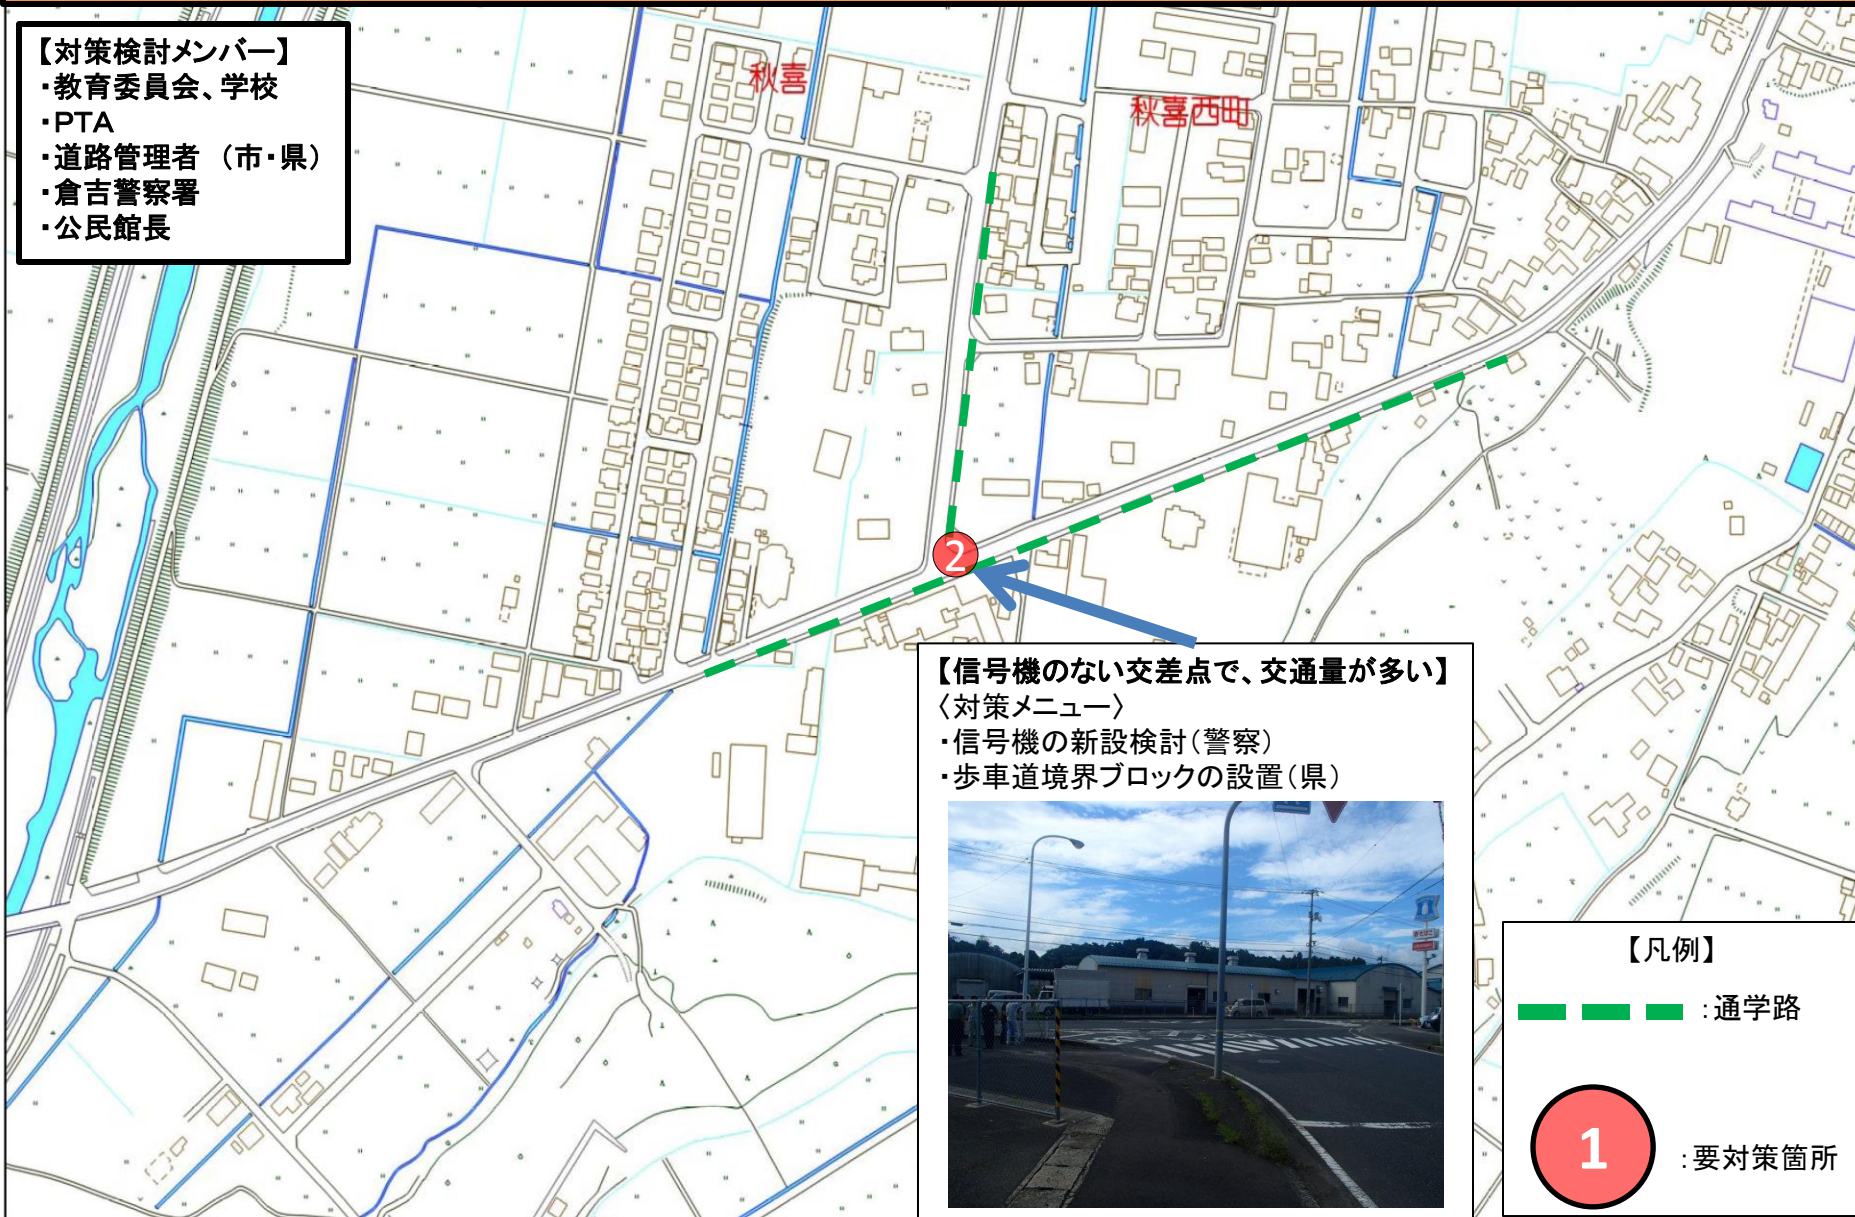 【対策検討メンバー】
・教育委員会、学校
・PTA
・道路管理者 （市・県）
・倉吉警察署
・公民館長
秋喜
秋喜西町
2
【信号機のない交差点で、交通量が多い】
〈対策メニュー〉
・信号機の新設検討（警察）
・歩車道境界ブロックの設置（県）
【凡例】
：通学路
1
：要対策箇所